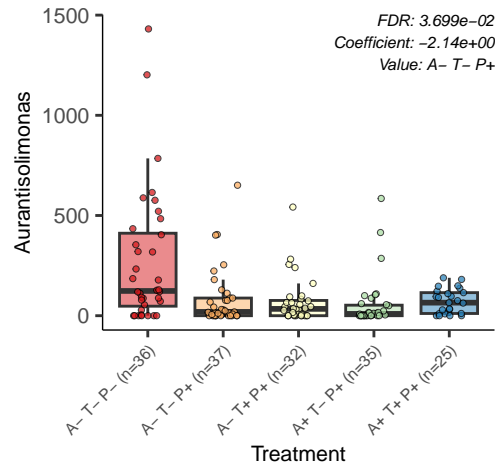 FDR: 3.699e−02
Coefficient: −2.14e+00
Value: A− T− P+
1500
1000
500
0
Aurantisolimonas
A− T− P− (n=36)
A− T− P+ (n=37)
A− T+ P+ (n=32)
A+ T− P+ (n=35)
A+ T+ P+ (n=25)
Treatment